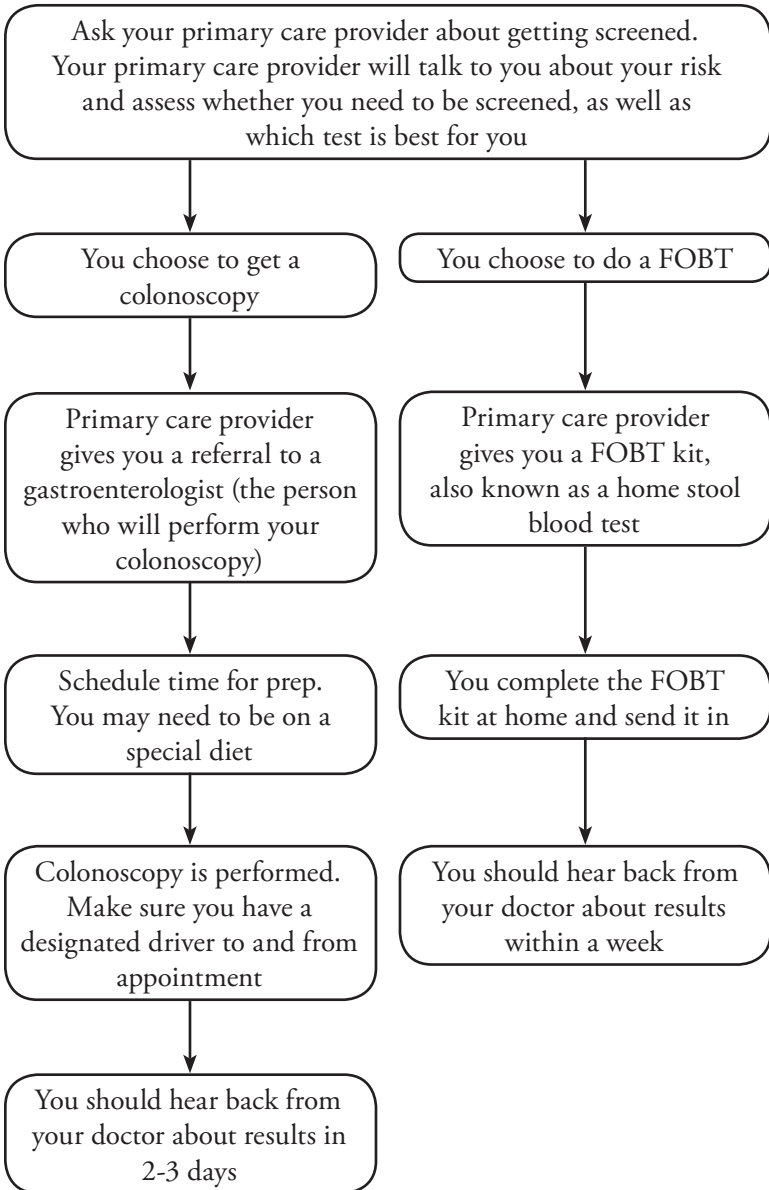 Ask your primary care provider about getting screened.
Your primary care provider will talk to you about your risk
and assess whether you need to be screened, as well as
which test is best for you
You choose to get a
colonoscopy
Primary care provider
gives you a referral to a
gastroenterologist (the person
who will perform your
colonoscopy)
Schedule time for prep.
You may need to be on a
special diet
Colonoscopy is performed.
Make sure you have a
designated driver to and from
appointment
You should hear back from
your doctor about results in
2-3 days
You choose to do a FOBT
Primary care provider
gives you a FOBT kit,
also known as a home stool
blood test
You complete the FOBT
kit at home and send it in
You should hear back from
your doctor about results
within a week